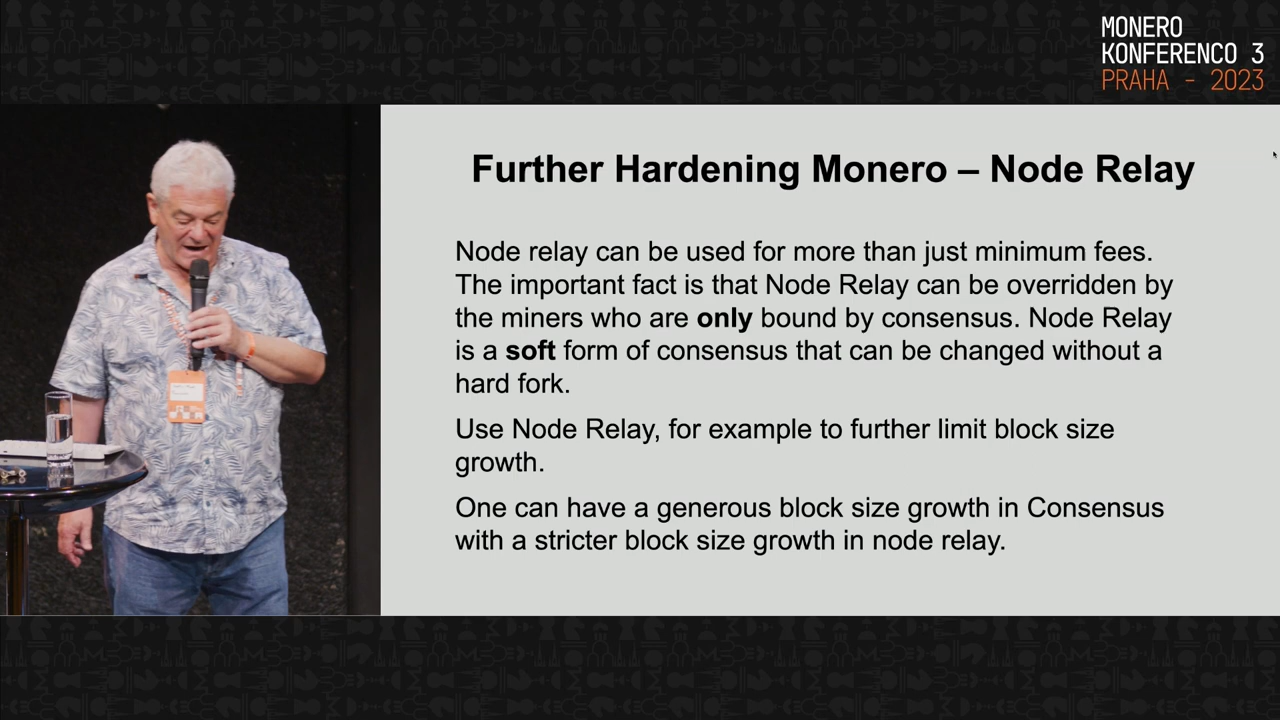 MONERO
KONFERENCO 3
PRAHA - 2023
Further Hardening Monero – Node Relay
Node relay can be used for more than just minimum fees.
The important fact is that Node Relay can be overridden by
the miners who are only bound by consensus. Node Relay
is a soft form of consensus that can be changed without a
hard fork.
Use Node Relay, for example to further limit block size
growth.
One can have a generous block size growth in Consensus
with a stricter block size growth in node relay.